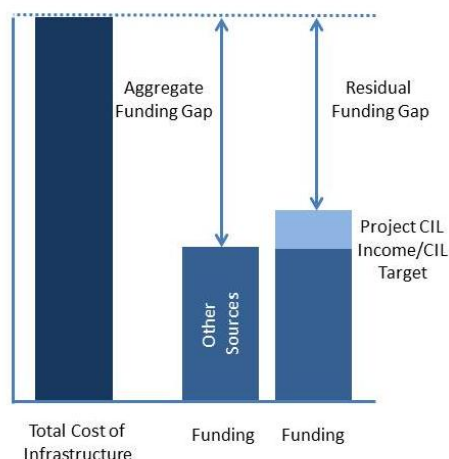 Aggregate
Funding Gap
Residual
Funding Gap
Project CIL
Income/CIL
Target
Other
Sources
Total Cost of
Infrastructure
Funding
Funding